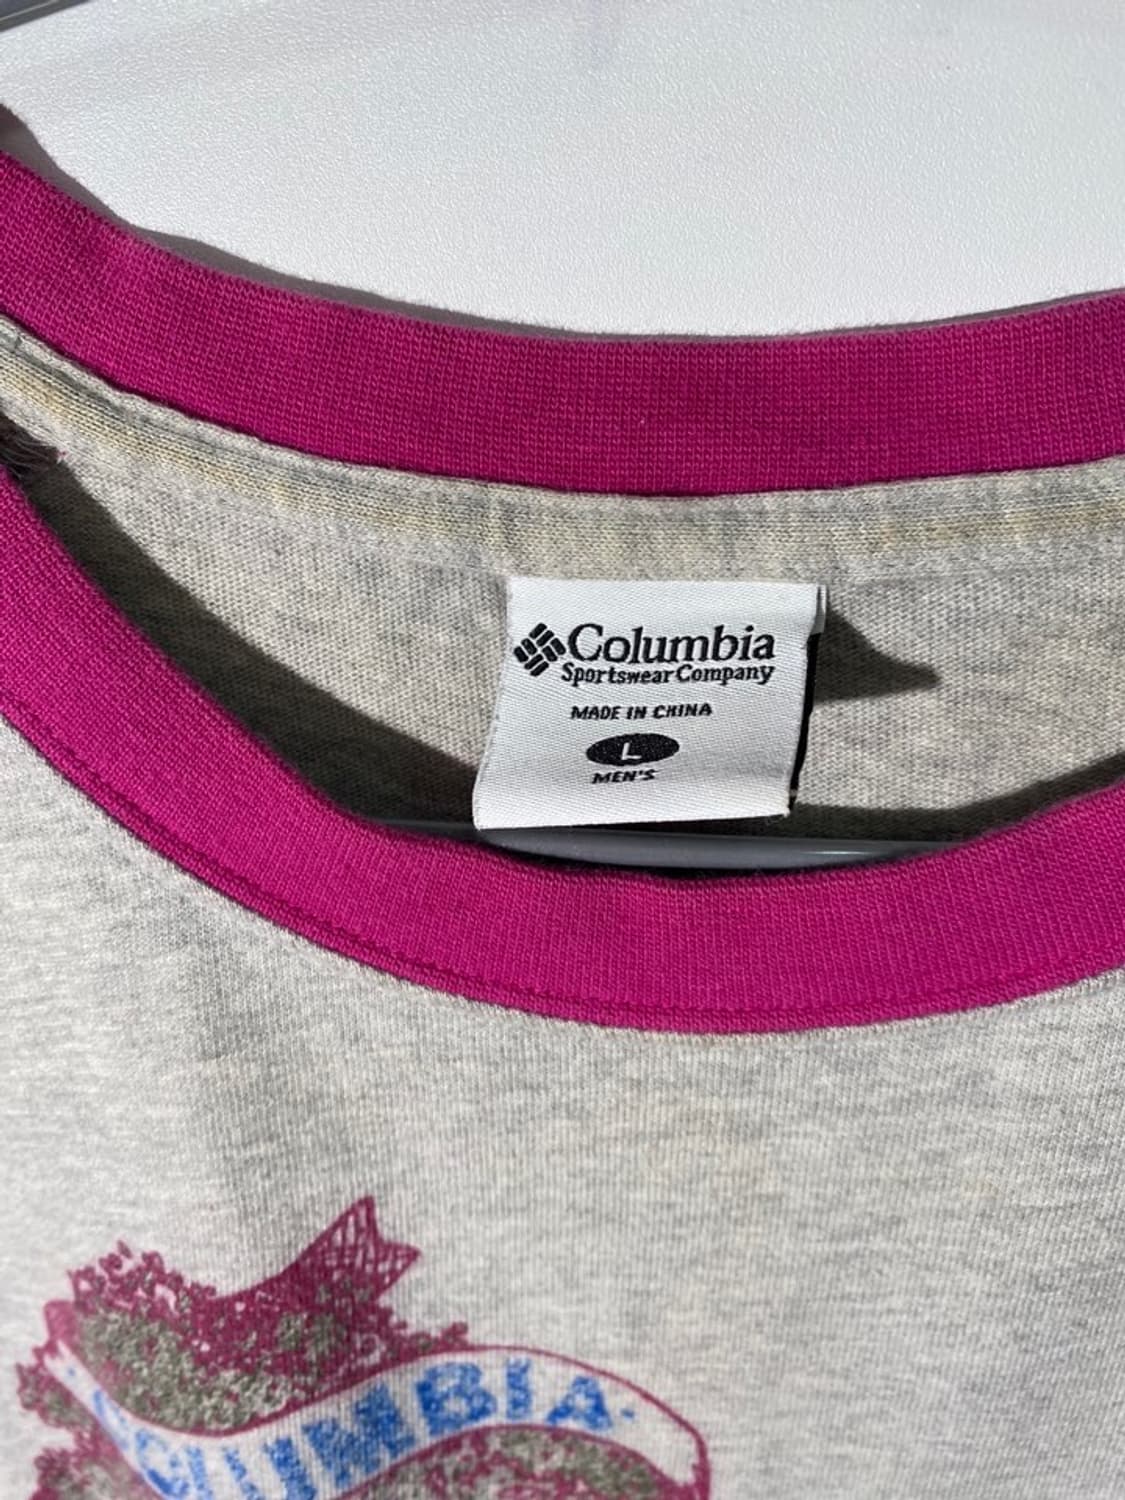 Columbia
Sportswear Company
MADE IN CHINA
L
MEN'S
COLUMBIA